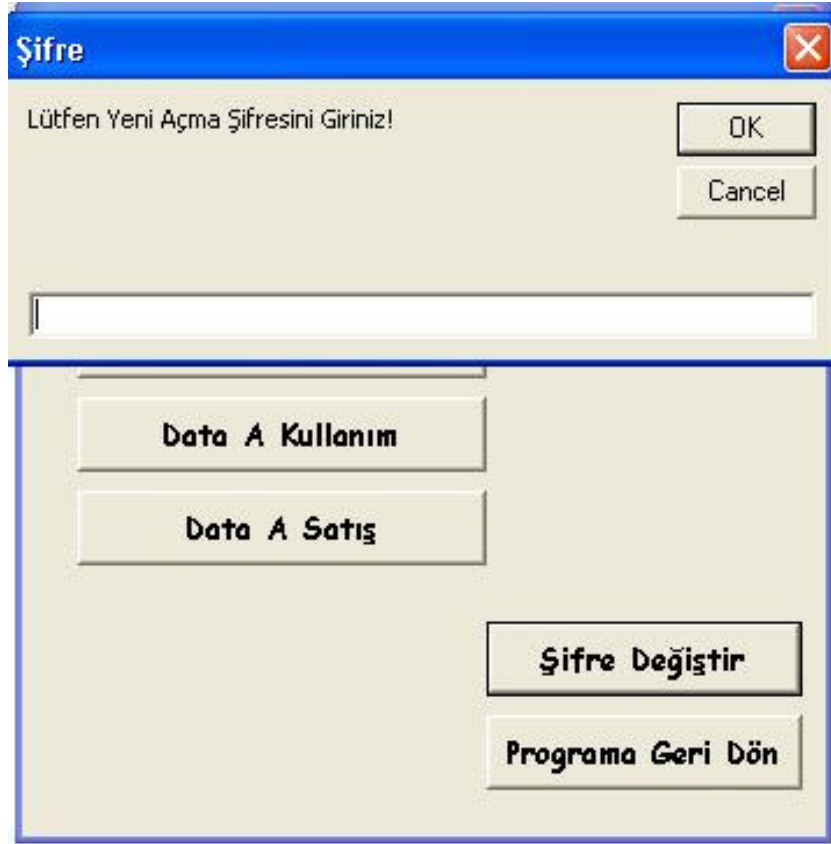 Şifre
Lütfen Yeni Açma Şifresini Giriniz!
OK
Cancel
Data A Kullanım
Data A Satış
Şifre Değiştir
Programa Geri Dön